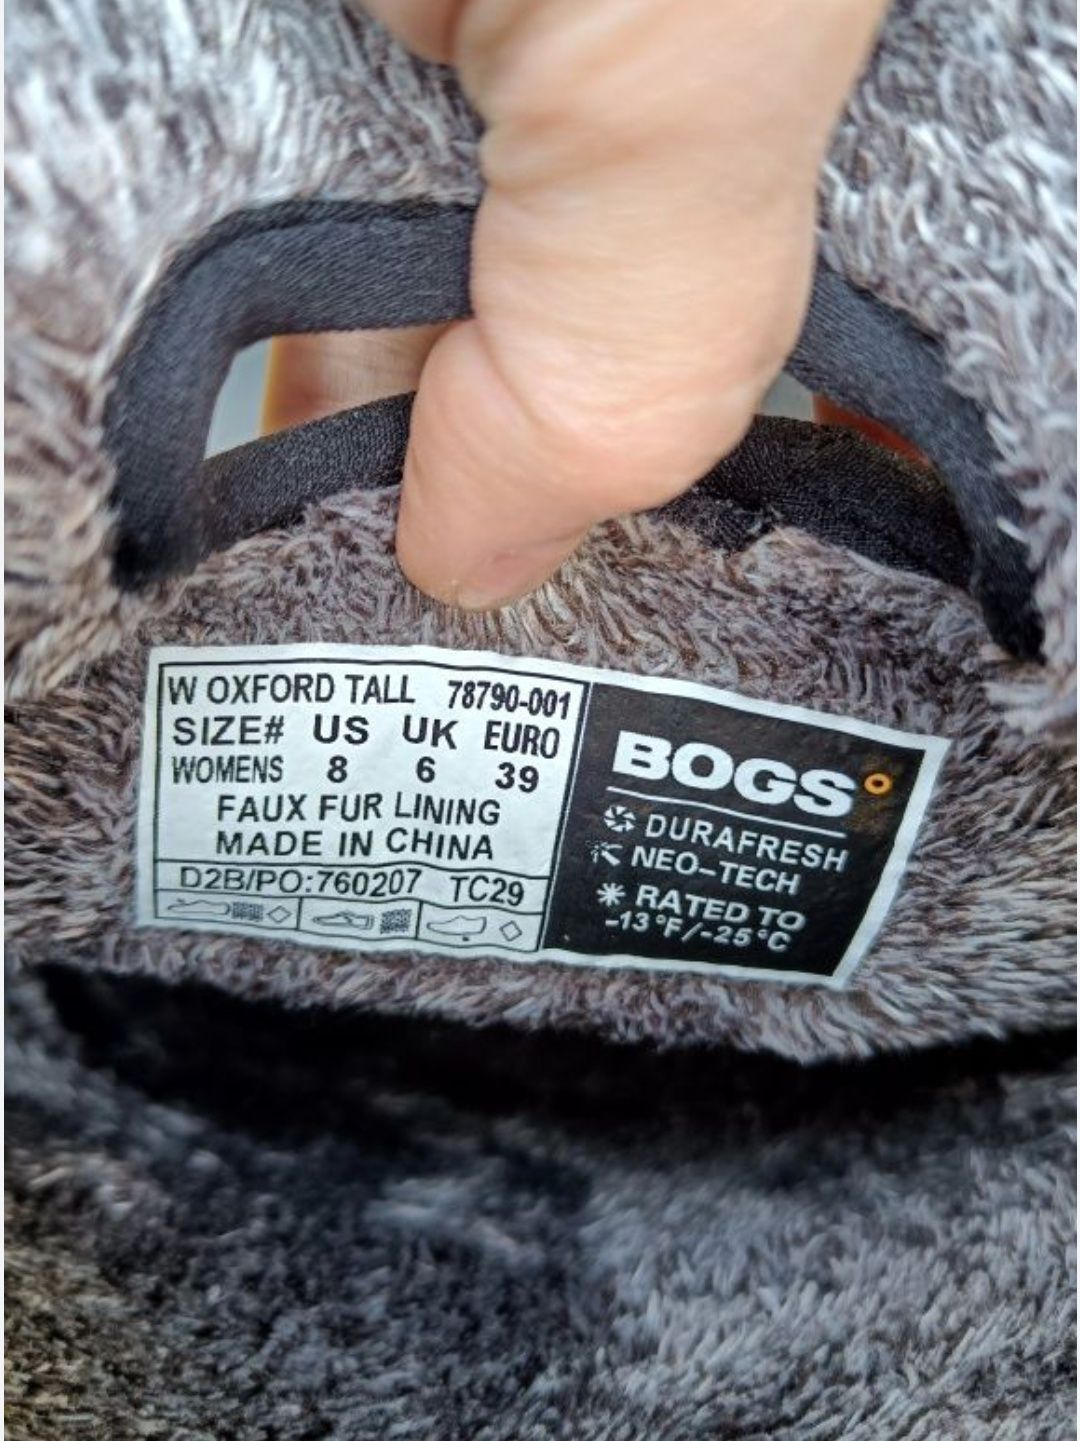 W OXFORD TALL 78790-001
SIZE# US UK EURO
WOMENS 8 6 39
FAUX FUR LINING
MADE IN CHINA
D2B/PO:760207 TC29
BOGS
DURAFRESH
NEO-TECH
RATED TO
-13°F/-25°C